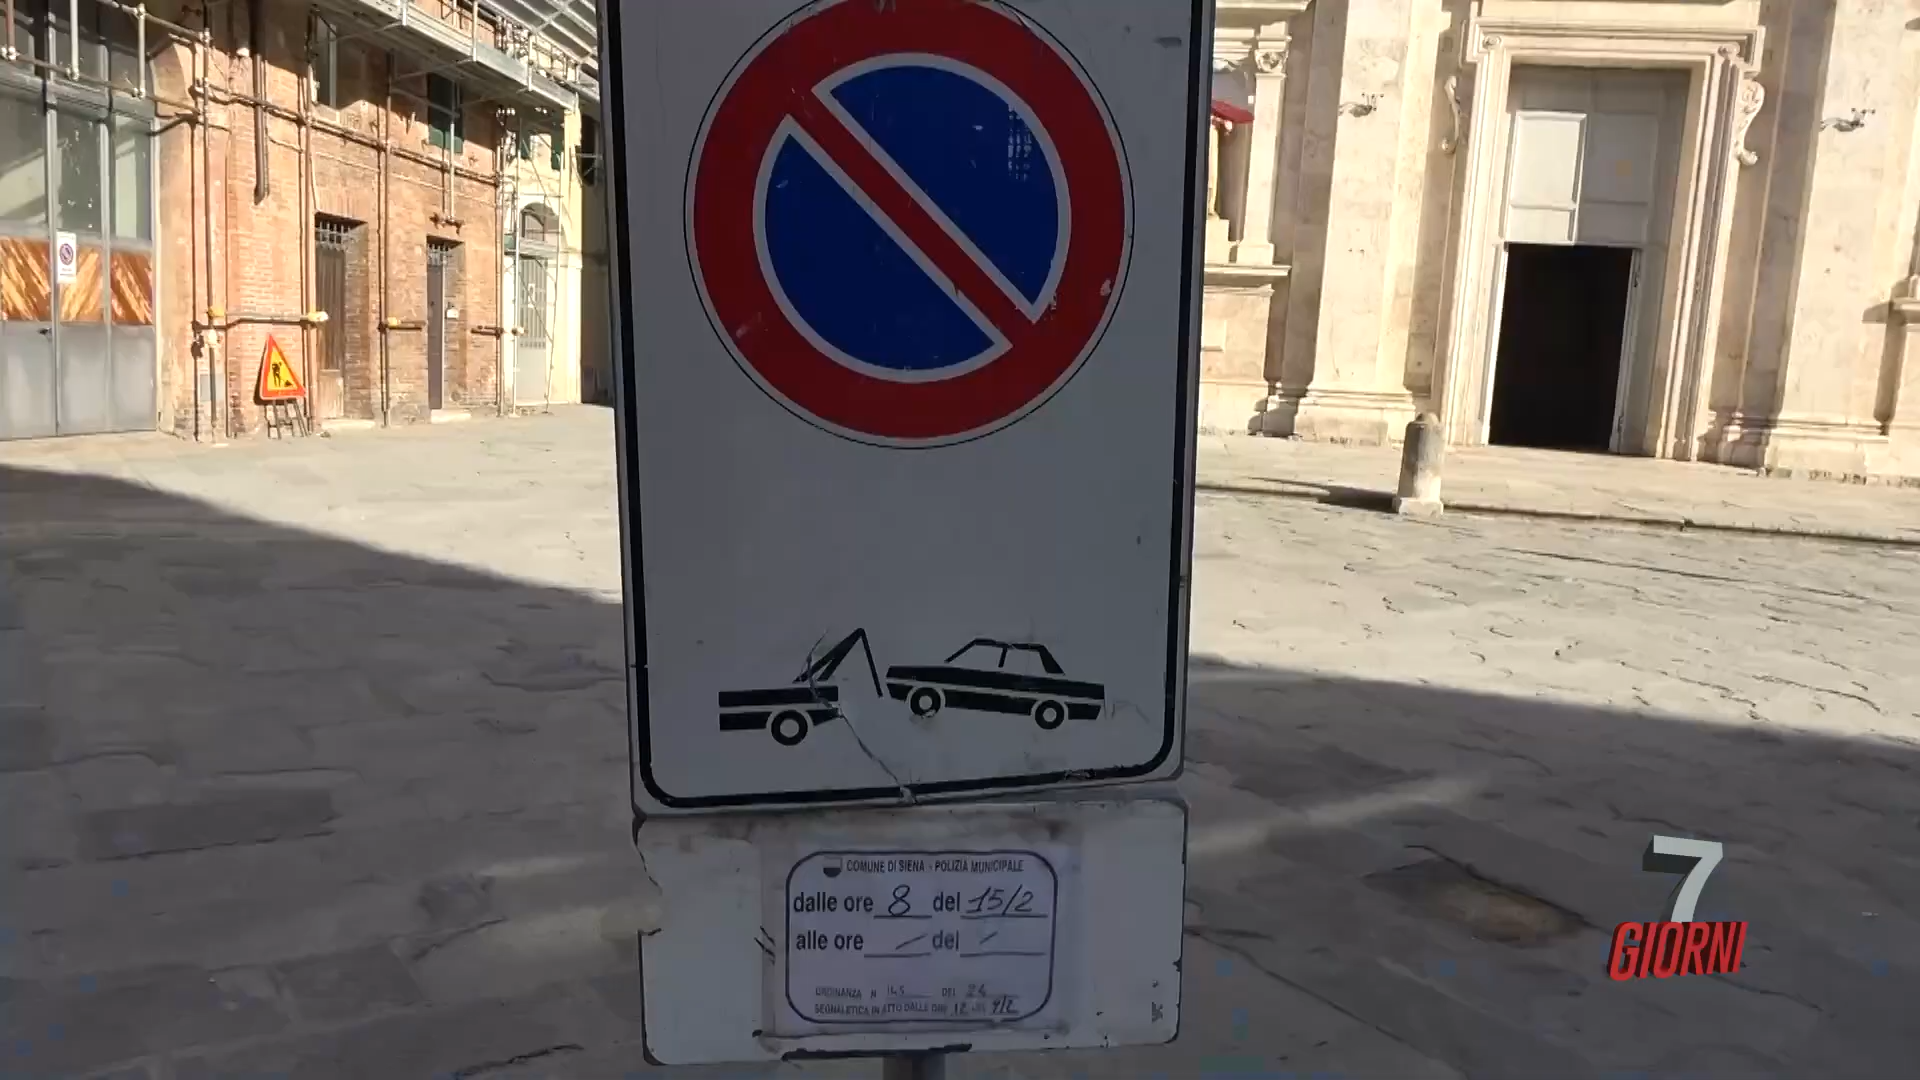 COMUNE DI SIENA - POLIZIA MUNICIPALE
dalle ore 8 del 15/2
alle ore del
ORDINANZA N 145 DEL 24
SEGNALETICA IN ATTO DALLE ORE 12 9/2
7
GIORNI